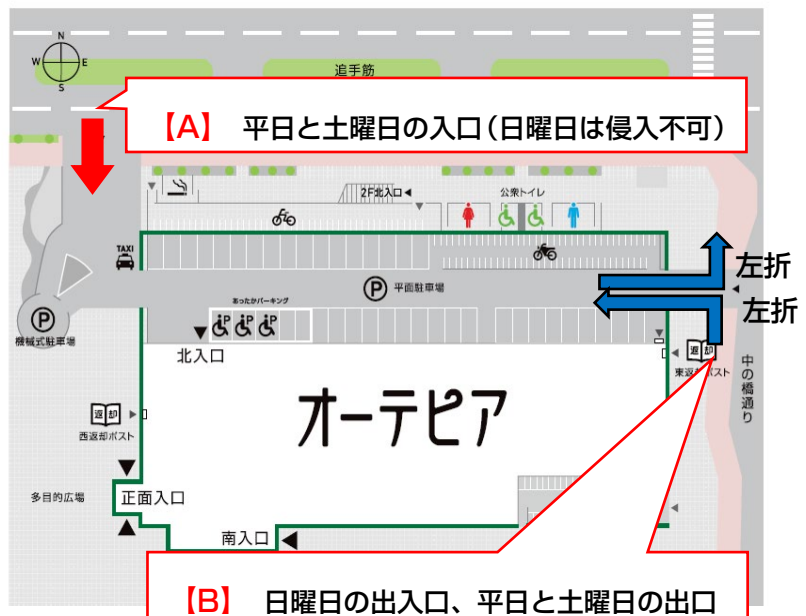 N
W E
S
追手筋
【A】 平日と土曜日の入口(日曜日は侵入不可)
2F北入口◀
公衆トイレ
TAXI
左折
P 平面駐車場
あったかパーキング
左折
P
機械式駐車場
P P P
北入口
返却
東返却ポスト
中の橋通り
オーテピア
返却
西返却ポスト
多目的広場
正面入口
南入口
【B】 日曜日の出入口、平日と土曜日の出口